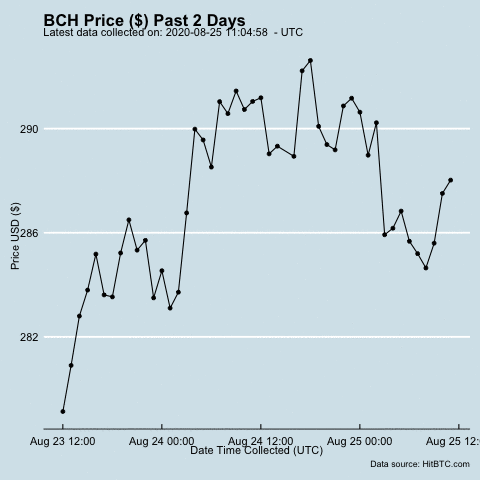 BCH Price ($) Past 2 Days
Latest data collected on: 2020-08-25 11:04:58 - UTC
290
286
282
Price USD ($)
Aug 23 12:00 Aug 24 00:00 Aug 24 12:00 Aug 25 00:00 Aug 25 12:0
Date Time Collected (UTC)
Data source: HitBTC.com